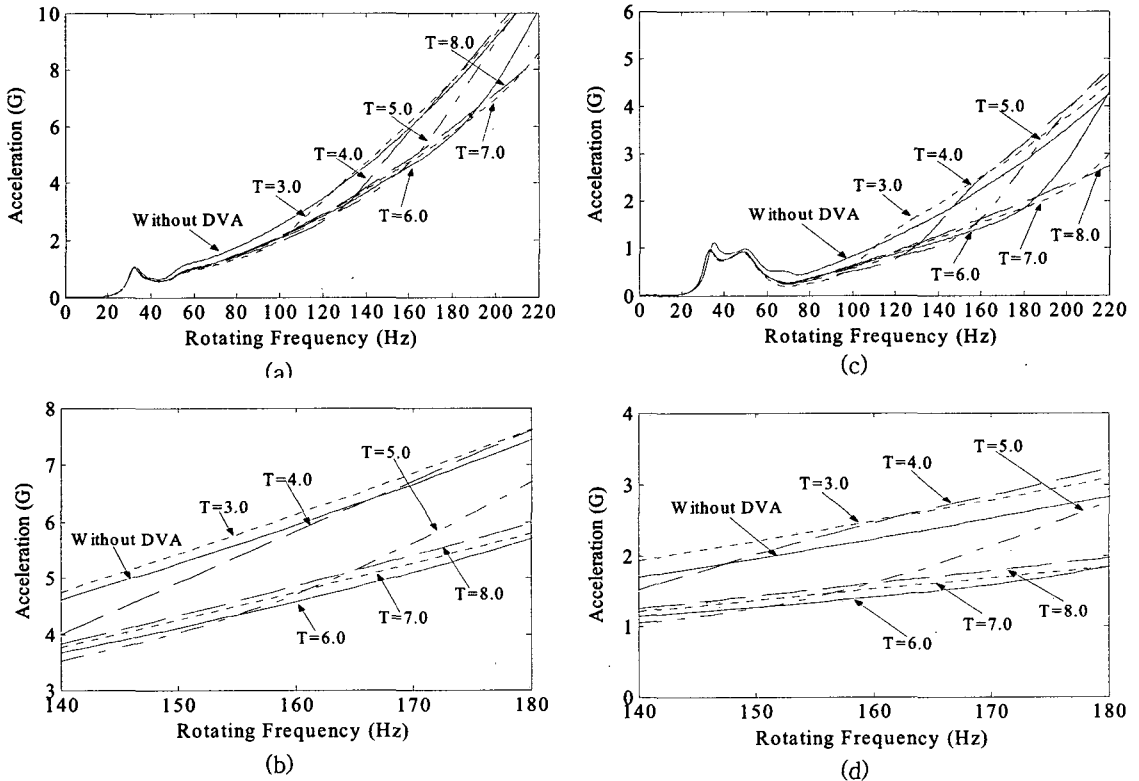 10
8
6
4
2
0
Acceleration (G)
T=8.0
T=5.0
T=4.0
T=3.0
Without DVA
T=7.0
T=6.0
0 20 40 60 80 100 120 140 160 180 200 220
Rotating Frequency (Hz)
(a)
6
5
4
3
2
1
0
Acceleration (G)
T=5.0
T=4.0
T=3.0
Without DVA
T=8.0
T=7.0
T=6.0
0 20 40 60 80 100 120 140 160 180 200 220
Rotating Frequency (Hz)
(c)
8
7
6
5
4
3
Acceleration (G)
T=5.0
T=4.0
T=3.0
Without DVA
T=8.0
T=7.0
T=6.0
140 150 160 170 180
Rotating Frequency (Hz)
(b)
4
3
2
1
0
Acceleration (G)
T=5.0
T=4.0
T=3.0
Without DVA
T=8.0
T=7.0
T=6.0
140 150 160 170 180
Rotating Frequency (Hz)
(d)